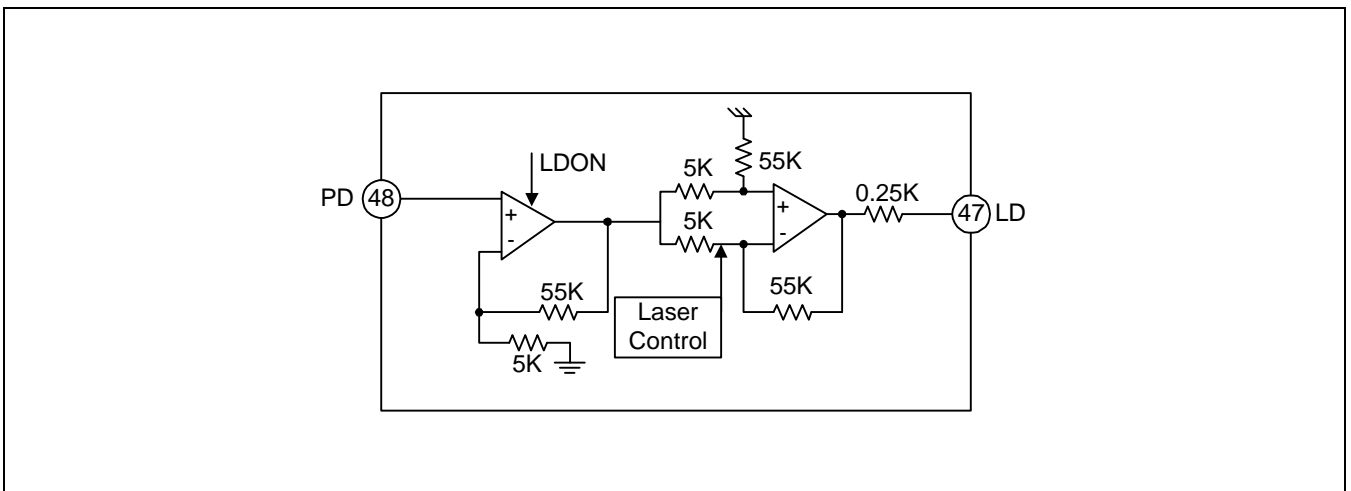 LDON
55K
5K
0.25K
PD 48
+
-
5K
+
-
47 LD
55K
5K
Laser
Control
55K